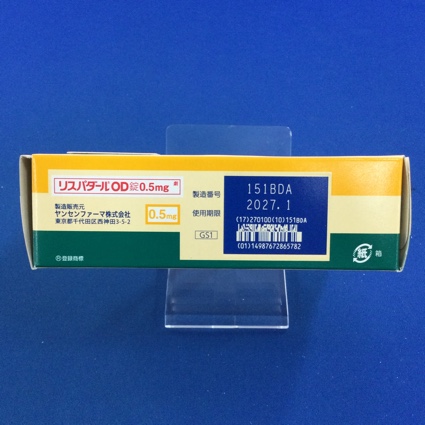 リスパダール®OD錠0.5mg
製造販売元
ヤンセンファーマ株式会社
東京都千代田区西神田3-5-2
0.5mg
Ⓡ登録商標
製造番号 151BDA
使用期限 2027.1
GS1
(17)270100(10)151BDA
(01)14987672865782
紙 箱